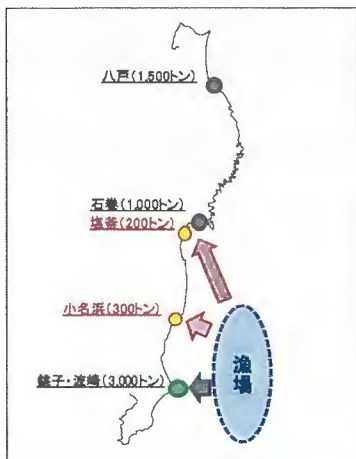 八戸(1,500トン)
石巻(1,000トン)
塩釜(200トン)
小名浜(300トン)
銚子・波崎(3,000トン)
漁場